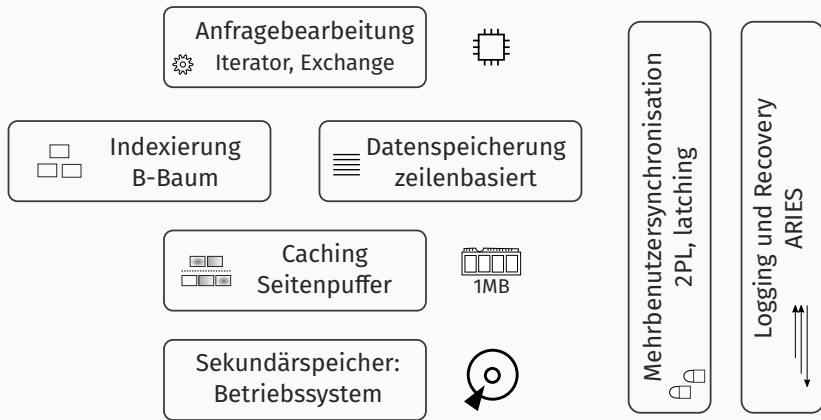 Anfragebearbeitung
Iterator, Exchange
Indexierung
B-Baum
Datenspeicherung
zeilenbasiert
Caching
Seitenpuffer
1MB
Sekundärspeicher:
Betriebssystem
Mehrbenutzersynchronisation
2PL, latching
Logging und Recovery
ARIES